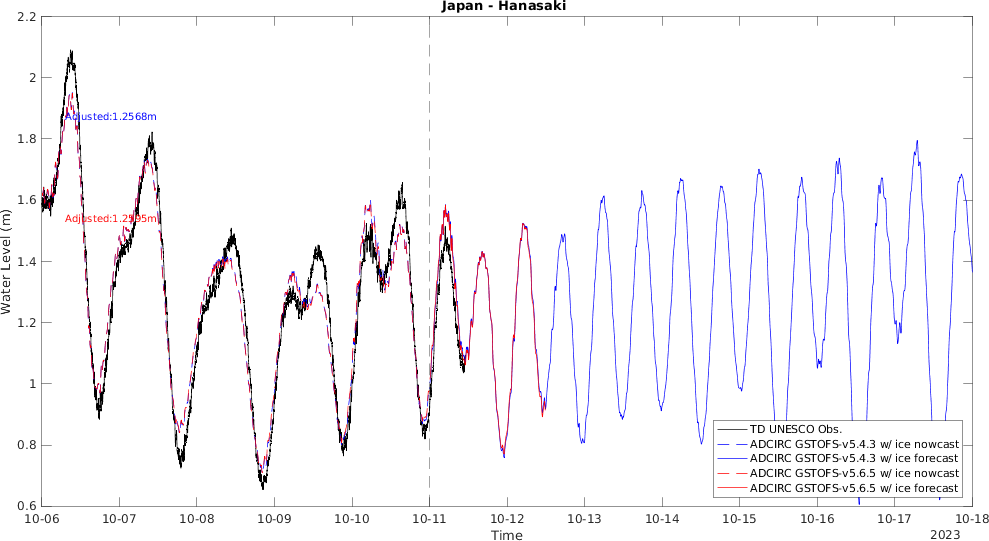 Japan - Hanasaki
2.2
2
1.8
1.6
1.4
1.2
1
0.8
0.6
Water Level (m)
Adjusted:1.2568m
Adjusted:1.2595m
TD UNESCO Obs.
ADCIRC GSTOFS-v5.4.3 w/ ice nowcast
ADCIRC GSTOFS-v5.4.3 w/ ice forecast
ADCIRC GSTOFS-v5.6.5 w/ ice nowcast
ADCIRC GSTOFS-v5.6.5 w/ ice forecast
10-06 10-07 10-08 10-09 10-10 10-11 10-12 10-13 10-14 10-15 10-16 10-17 10-18
Time
2023